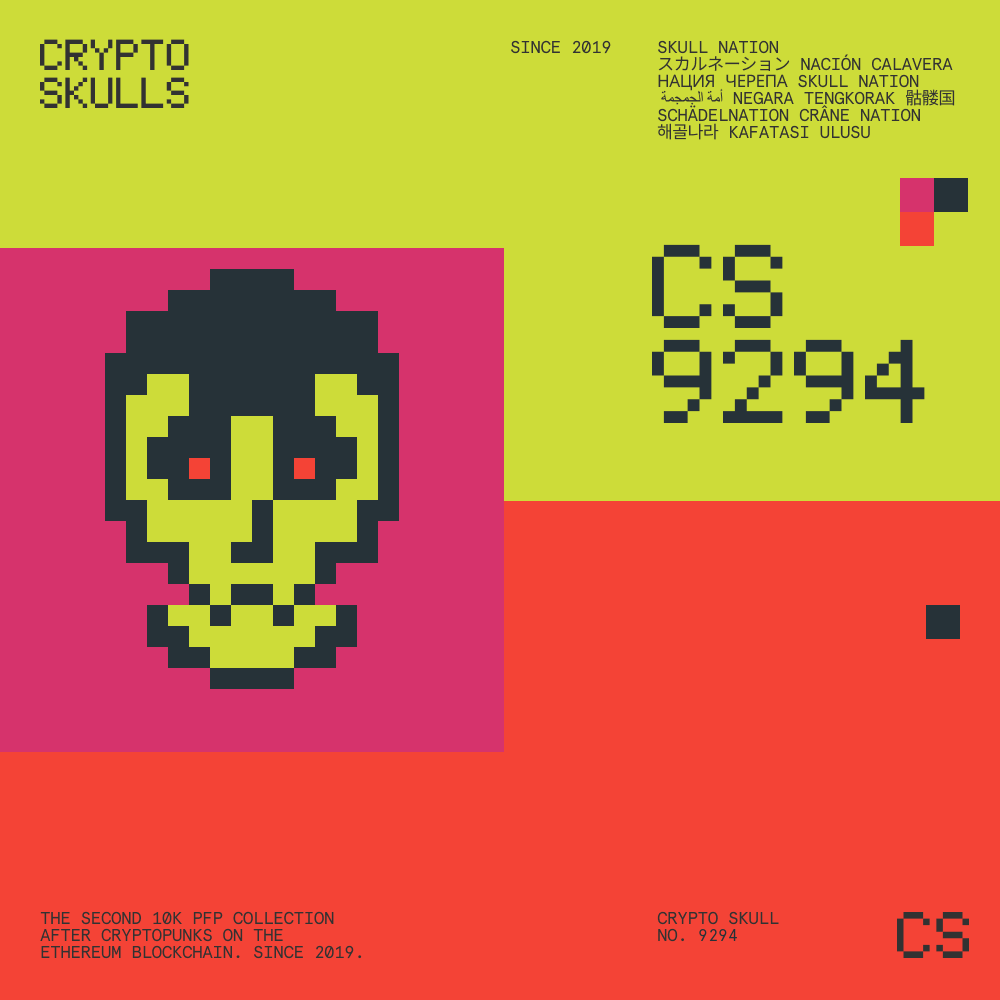 CRYPTO
SKULLS
SINCE 2019
SKULL NATION
スカルネーション NACIÓN CALAVERA
НАЦИЯ ЧЕРЕПА SKULL NATION
أمة الجمجمة NEGARA TENGKORAK 骷髅国
SCHÄDELNATION CRÂNE NATION
해골나라 KAFATASI ULUSU
CS
9294
THE SECOND 10K PFP COLLECTION
AFTER CRYPTOPUNKS ON THE
ETHEREUM BLOCKCHAIN. SINCE 2019.
CRYPTO SKULL
NO. 9294
CS